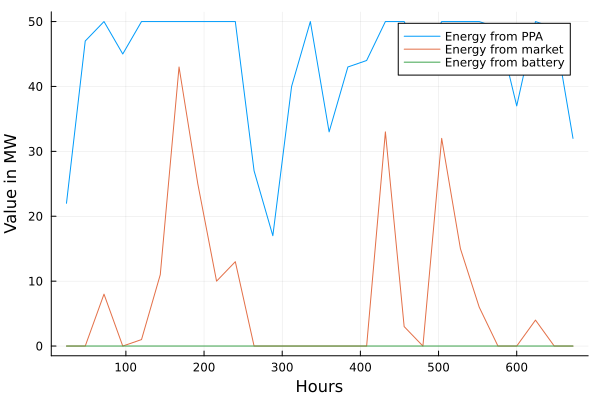 50
Energy from PPA
Energy from market
Energy from battery
40
30
20
10
0
Value in MW
100 200 300 400 500 600
Hours